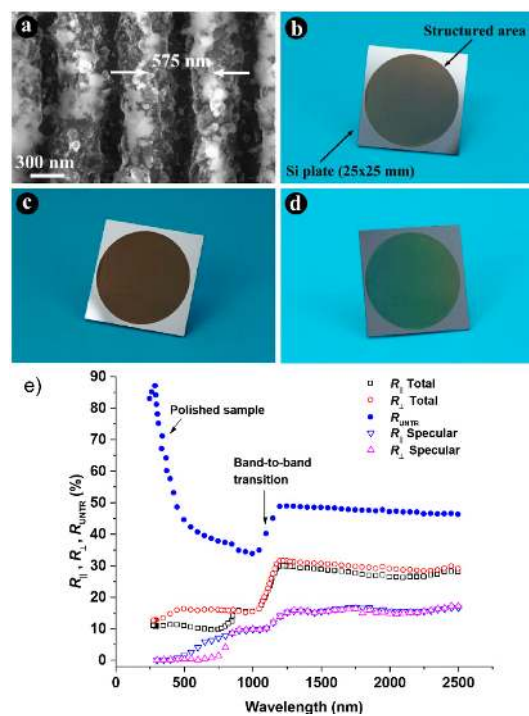 a
575 nm
300 nm
b
Structured area
Si plate (25x25 mm)
c
d
e)
R∥ Total
R⊥ Total
RUNTR
R∥ Specular
R⊥ Specular
Polished sample
Band-to-band
transition
R∥, R⊥, RUNTR (%)
90
80
70
60
50
40
30
20
10
0
0 500 1000 1500 2000 2500
Wavelength (nm)